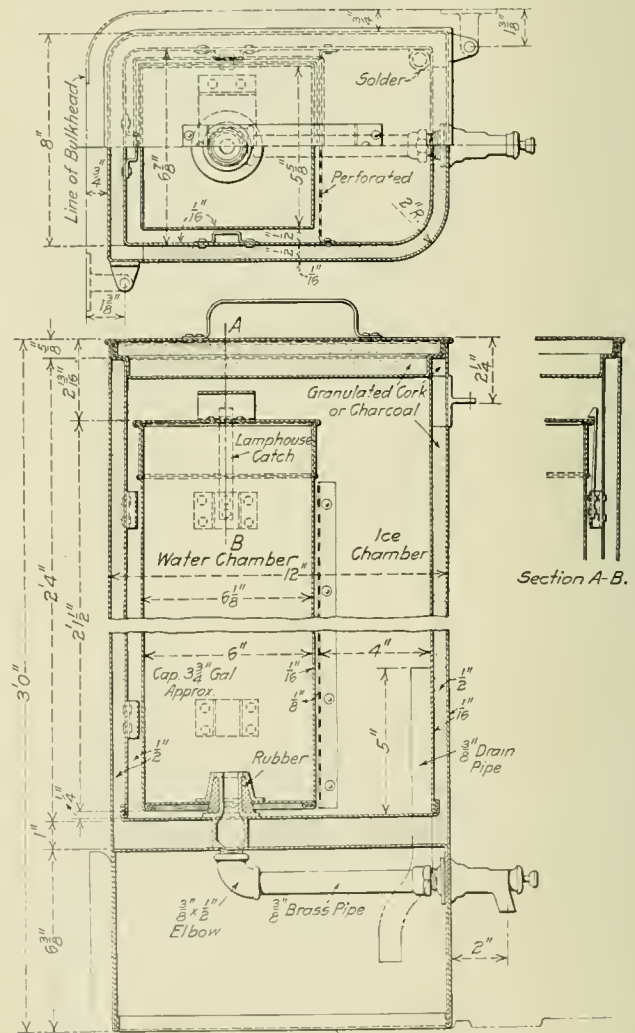 Line of Bulkhead
8"
3/4"
1 3/8"
Solder
6 7/8"
5 5/8"
Perforated
3/4"
2" R.
1/16"
1/2"
1/2"
1/16"
1 3/8"
A
5/8"
2 13/16"
2 1/4"
Granulated Cork
or Charcoal
Lamphouse
Catch
B
Water Chamber
Ice
Chamber
12"
6 1/8"
Section A-B.
3'0"
2'4"
2'1 1/2"
6"
4"
Cap. 3 3/4" Gal
Approx.
1/16"
1/8"
1/2"
1/16"
5"
3/8" Drain
Pipe
1/2"
Rubber
1/4"
1"
6 3/8"
3/8" x 1/2"
Elbow
3/8" Brass Pipe
2"